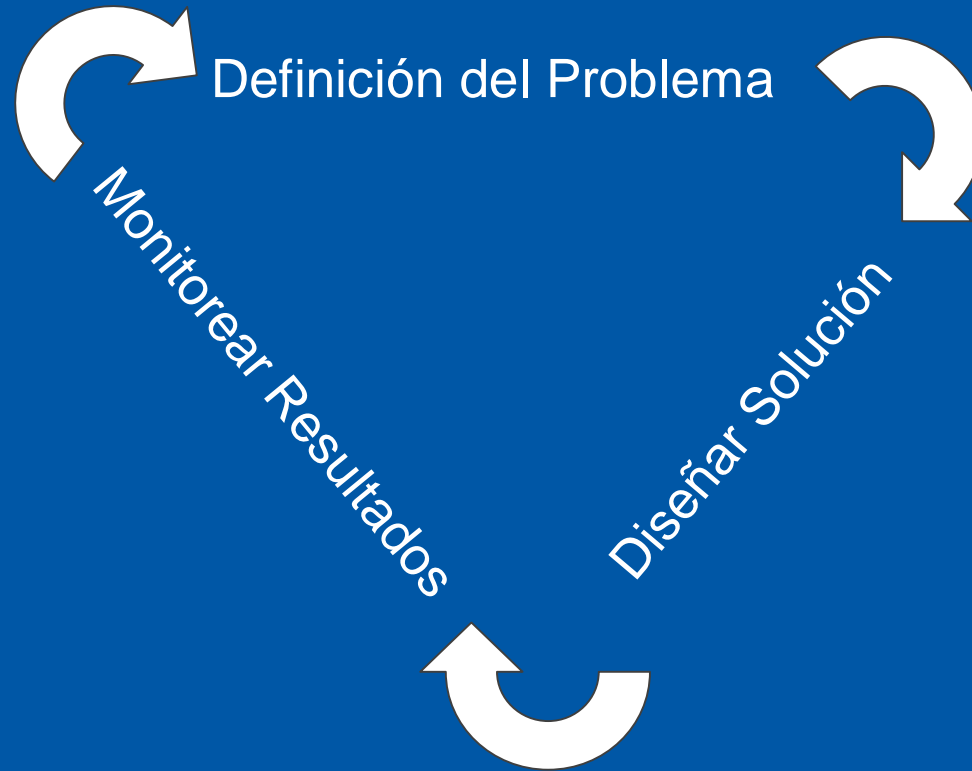 Definición del Problema
Diseñar Solución
Monitorear Resultados